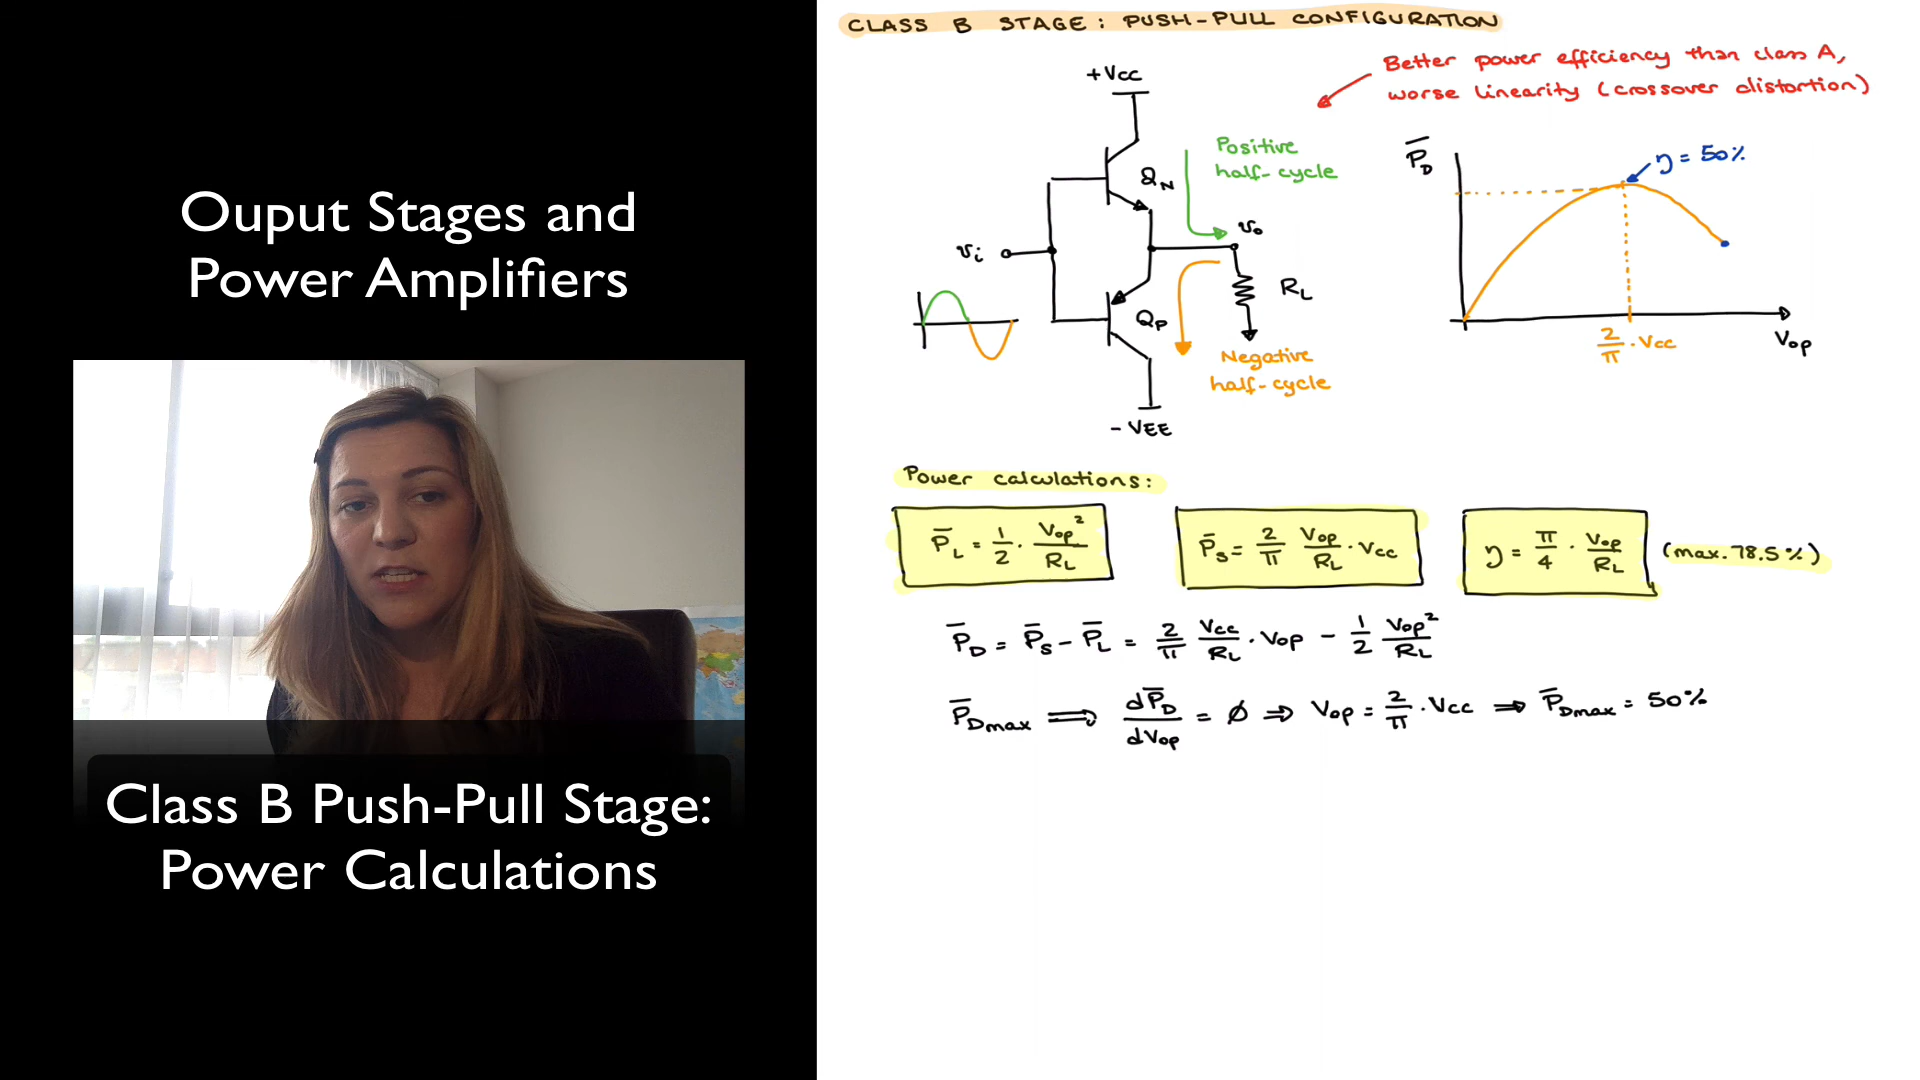 Ouput Stages and
Power Amplifiers
Class B Push-Pull Stage:
Power Calculations
CLASS B STAGE: PUSH-PULL CONFIGURATION
Better power efficiency than class A,
worse linearity (crossover distortion)
+Vcc
Positive
half-cycle
QN
vo
vi
RL
QP
Negative
half-cycle
-VEE
P̅D
η = 50%
2/π · Vcc
Vop
Power calculations:
P̅L = 1/2 · Vop²/RL
P̅s = 2/π Vop/RL · Vcc
η = π/4 · Vop/RL (max. 78.5%)
P̅D = P̅S - P̅L = 2/π Vcc/RL · Vop - 1/2 Vop²/RL
P̅Dmax ⟹ dP̅D/dVop = ∅ ⇒ Vop = 2/π · Vcc ⇒ P̅Dmax = 50%